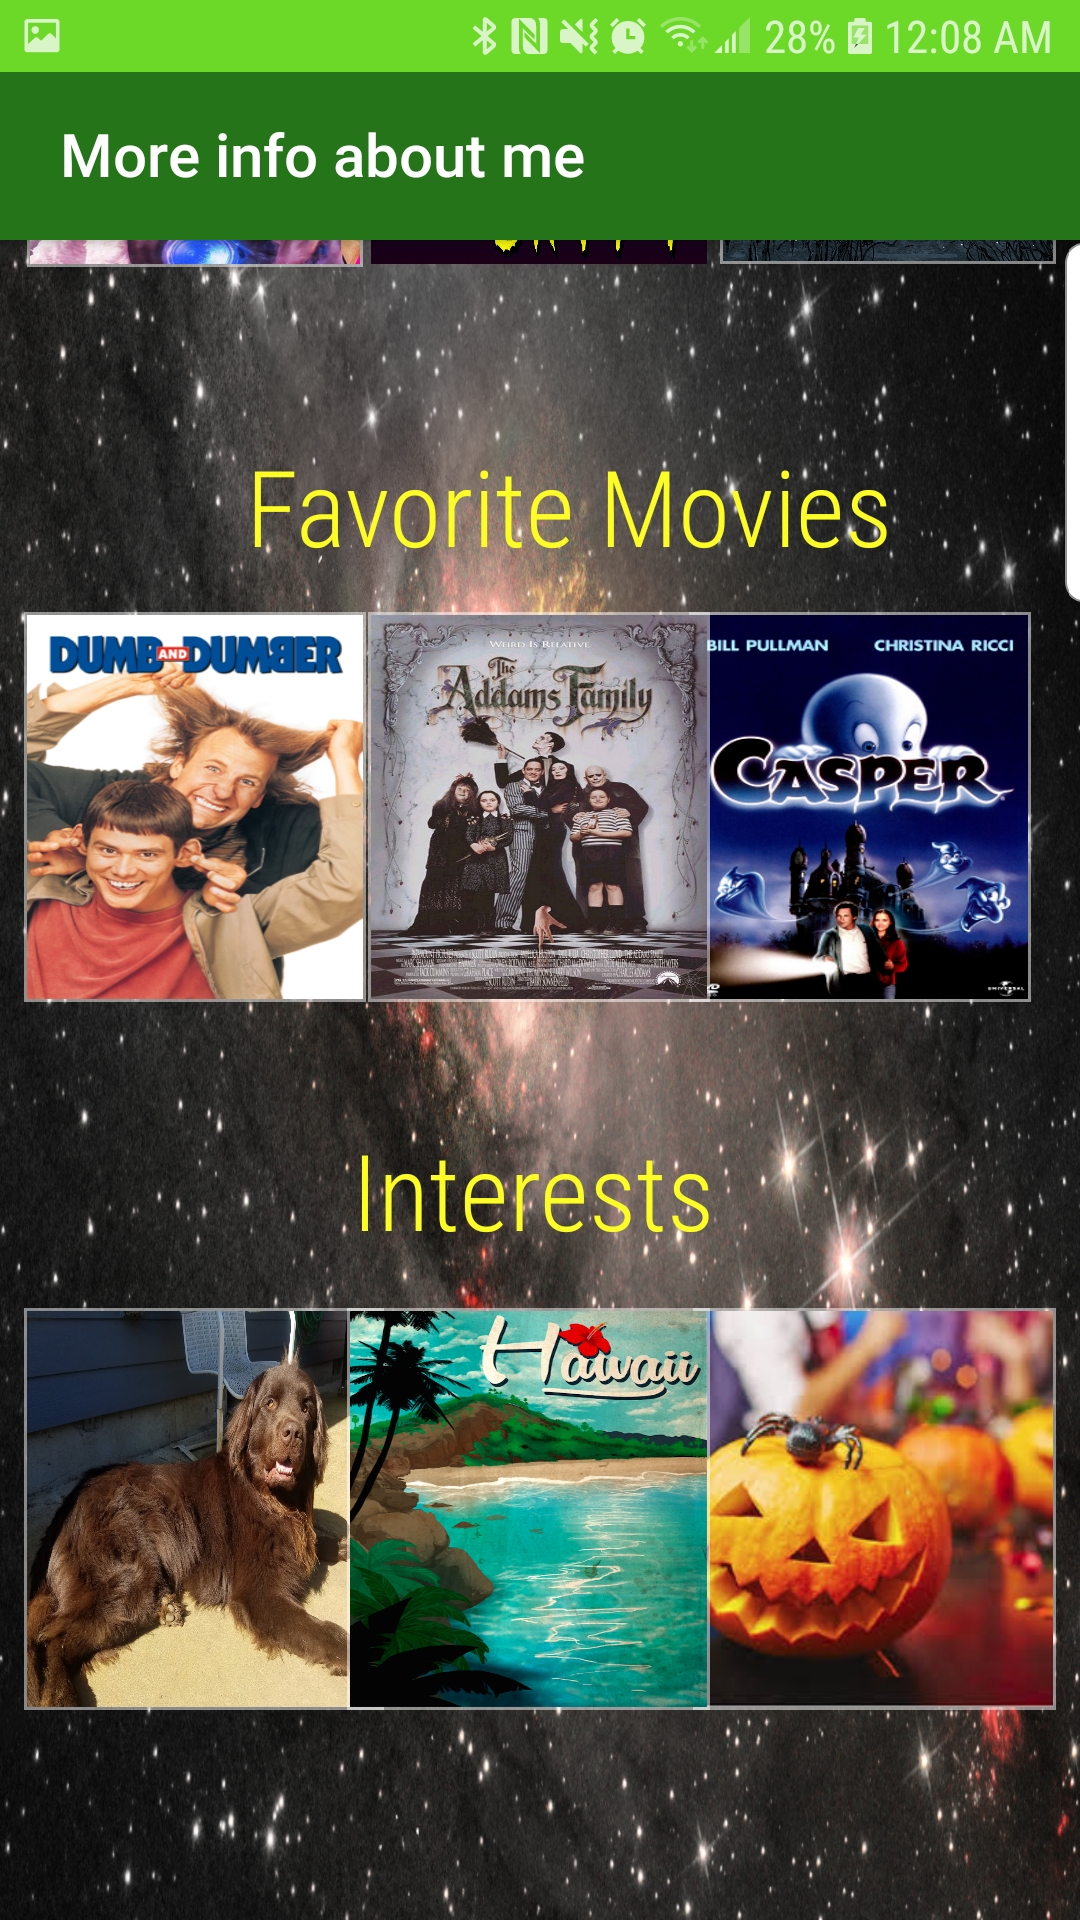 28% 12:08 AM
More info about me
Favorite Movies
DUMB AND DUMBER
WEIRD IS RELATIVE
The
Addams Family
BILL PULLMAN CHRISTINA RICCI
CASPER
UNIVERSAL
Interests
Hawaii